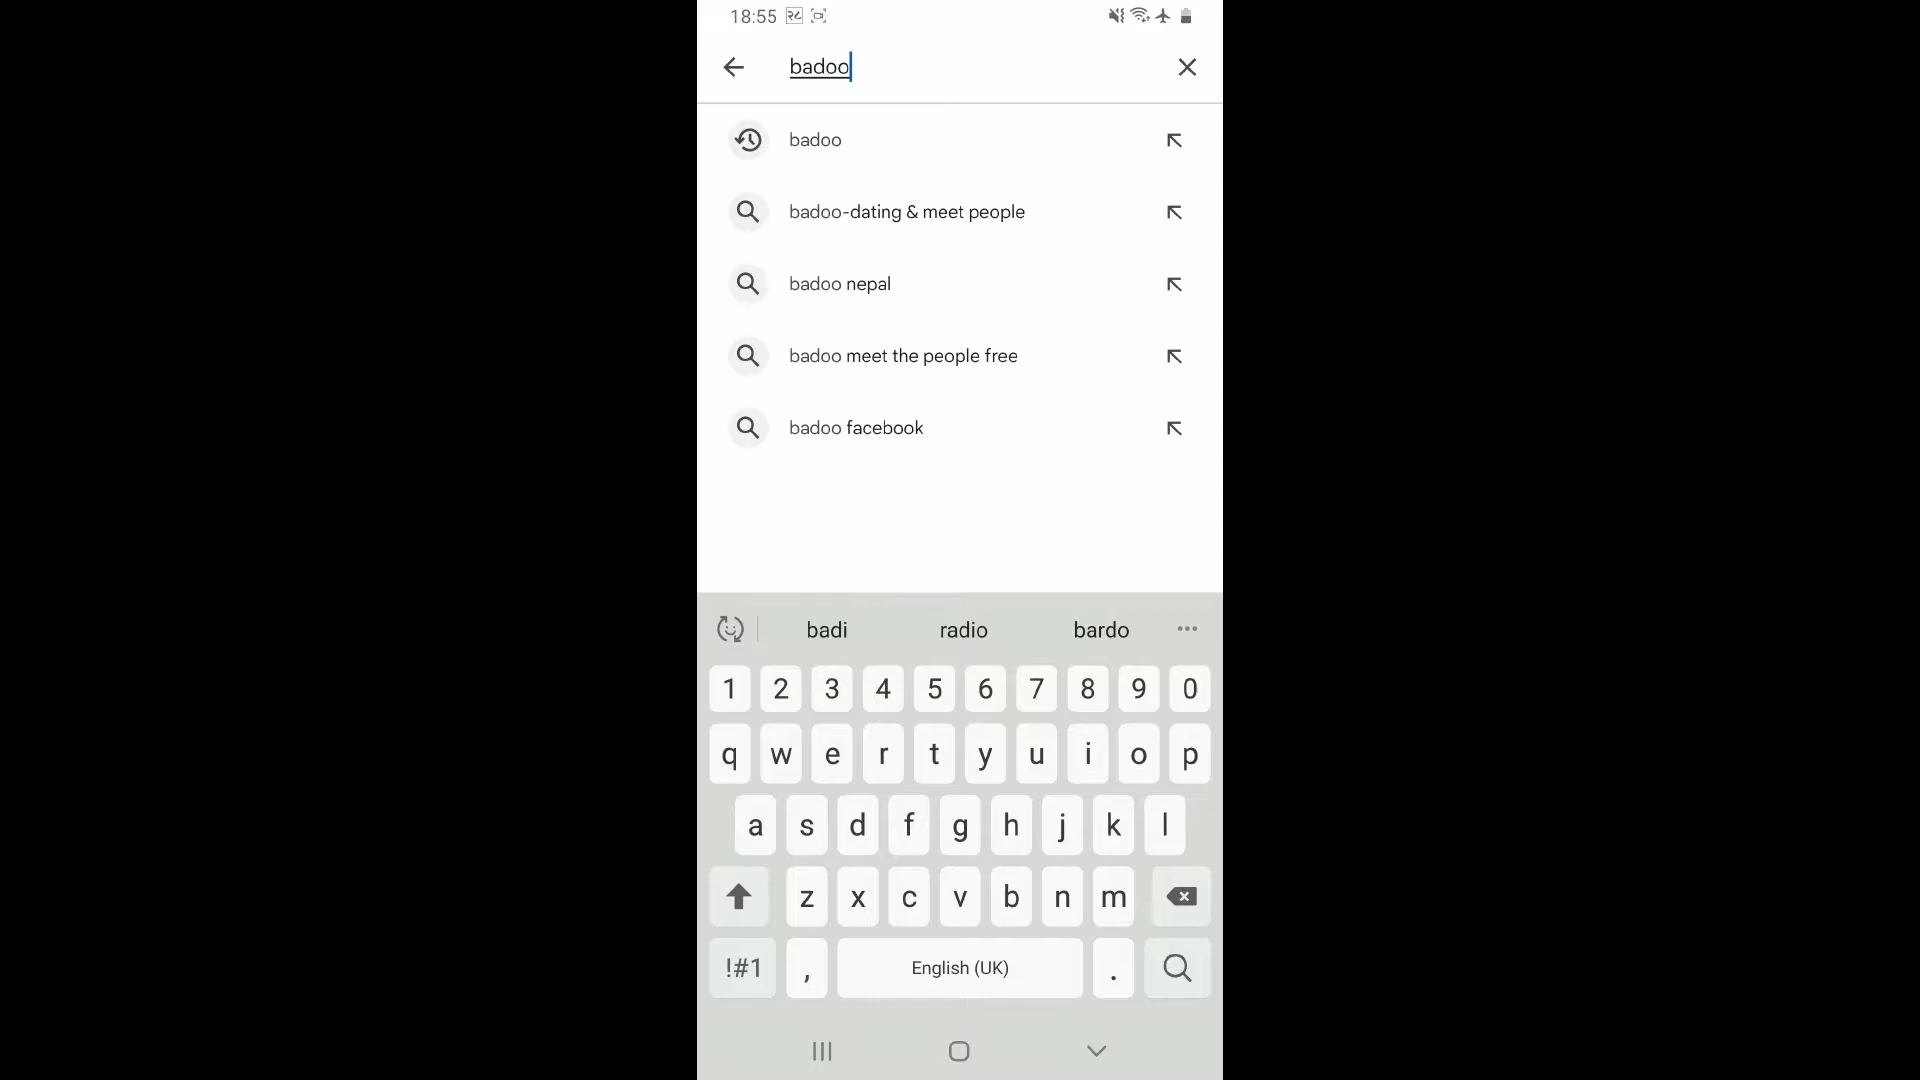 18:55
badoo
badoo
badoo-dating & meet people
badoo nepal
badoo meet the people free
badoo facebook
badi radio bardo
1 2 3 4 5 6 7 8 9 0
q w e r t y u i o p
a s d f g h j k l
z x c v b n m
!#1 , English (UK) .